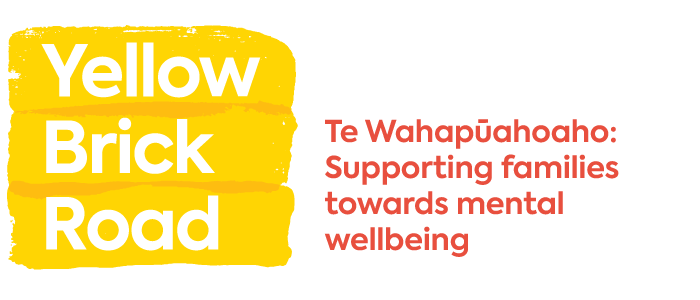 Yellow
Brick
Road
Te Wahapūahoaho:
Supporting families
towards mental
wellbeing